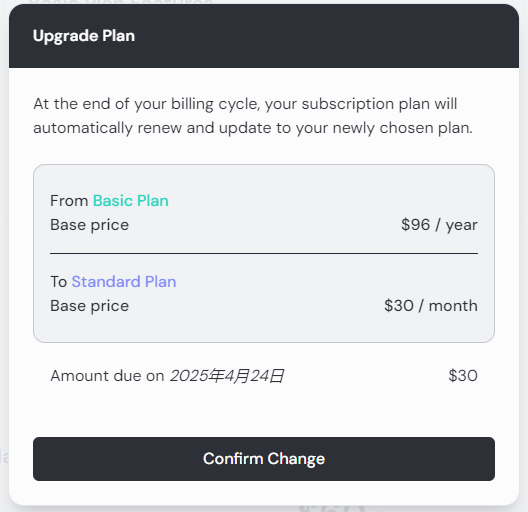 Upgrade Plan
At the end of your billing cycle, your subscription plan will
automatically renew and update to your newly chosen plan.
From Basic Plan
Base price $96 / year
To Standard Plan
Base price $30 / month
Amount due on 2025年4月24日 $30
Confirm Change